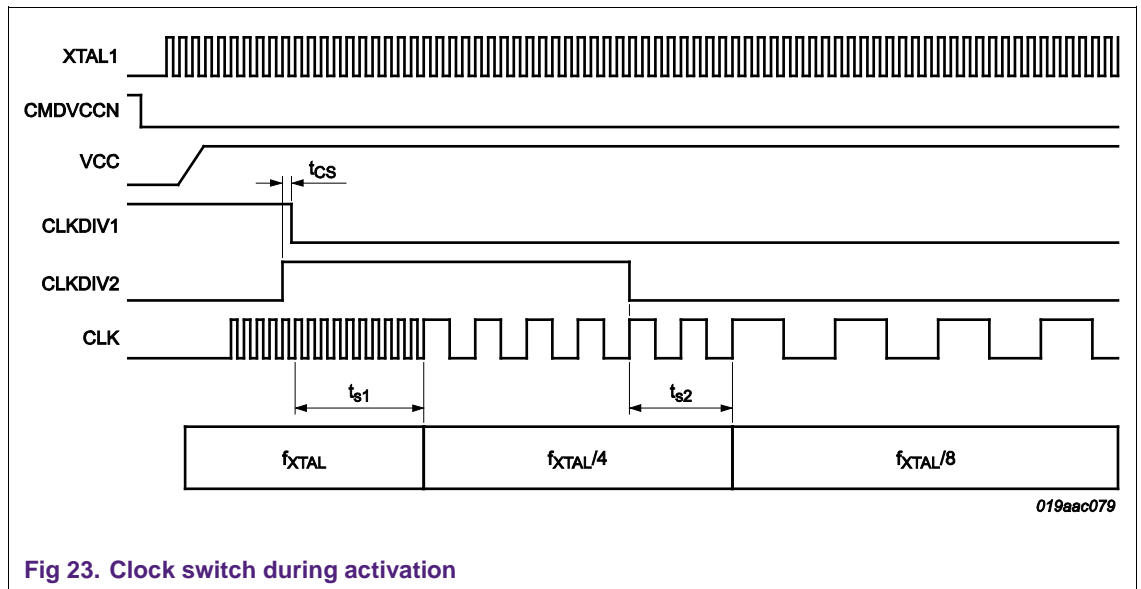 XTAL1
CMDVCCN
VCC
tCS
CLKDIV1
CLKDIV2
CLK
ts1
ts2
fXTAL
fXTAL/4
fXTAL/8
019aac079
Fig 23. Clock switch during activation